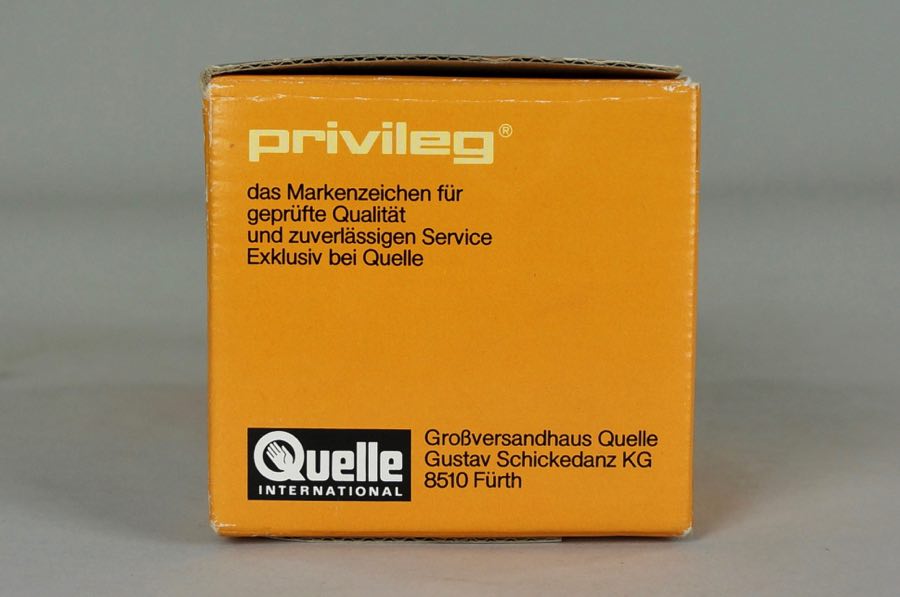 privileg®
das Markenzeichen für
geprüfte Qualität
und zuverlässigen Service
Exklusiv bei Quelle
Quelle
INTERNATIONAL
Großversandhaus Quelle
Gustav Schickedanz KG
8510 Fürth